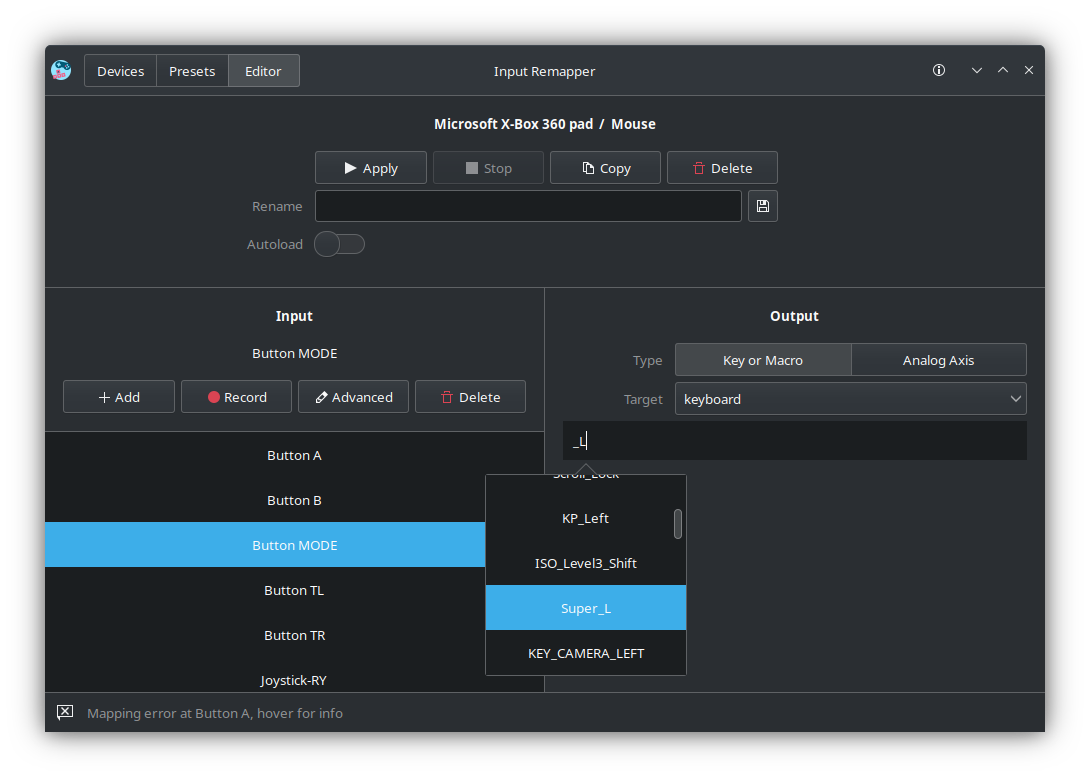 Devices Presets Editor Input Remapper
Microsoft X-Box 360 pad / Mouse
Apply Stop Copy Delete
Rename
Autoload
Input
Button MODE
Add Record Advanced Delete
Button A
Button B
Button MODE
Button TL
Button TR
Joystick-RY
Output
Type Key or Macro Analog Axis
Target keyboard
_L
Scroll_Lock
KP_Left
ISO_Level3_Shift
Super_L
KEY_CAMERA_LEFT
Mapping error at Button A, hover for info